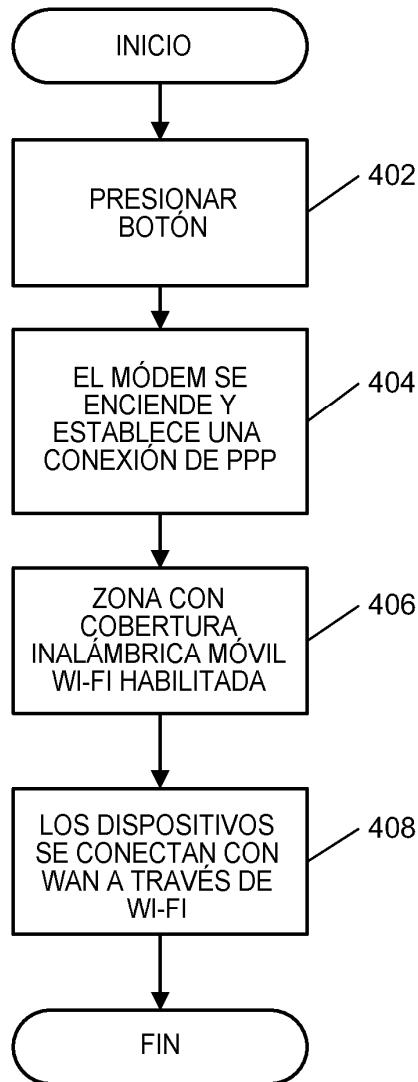 INICIO
PRESIONAR
BOTÓN
402
EL MÓDEM SE
ENCIENDE Y
ESTABLECE UNA
CONEXIÓN DE PPP
404
ZONA CON
COBERTURA
INALÁMBRICA MÓVIL
WI-FI HABILITADA
406
LOS DISPOSITIVOS
SE CONECTAN CON
WAN A TRAVÉS DE
WI-FI
408
FIN